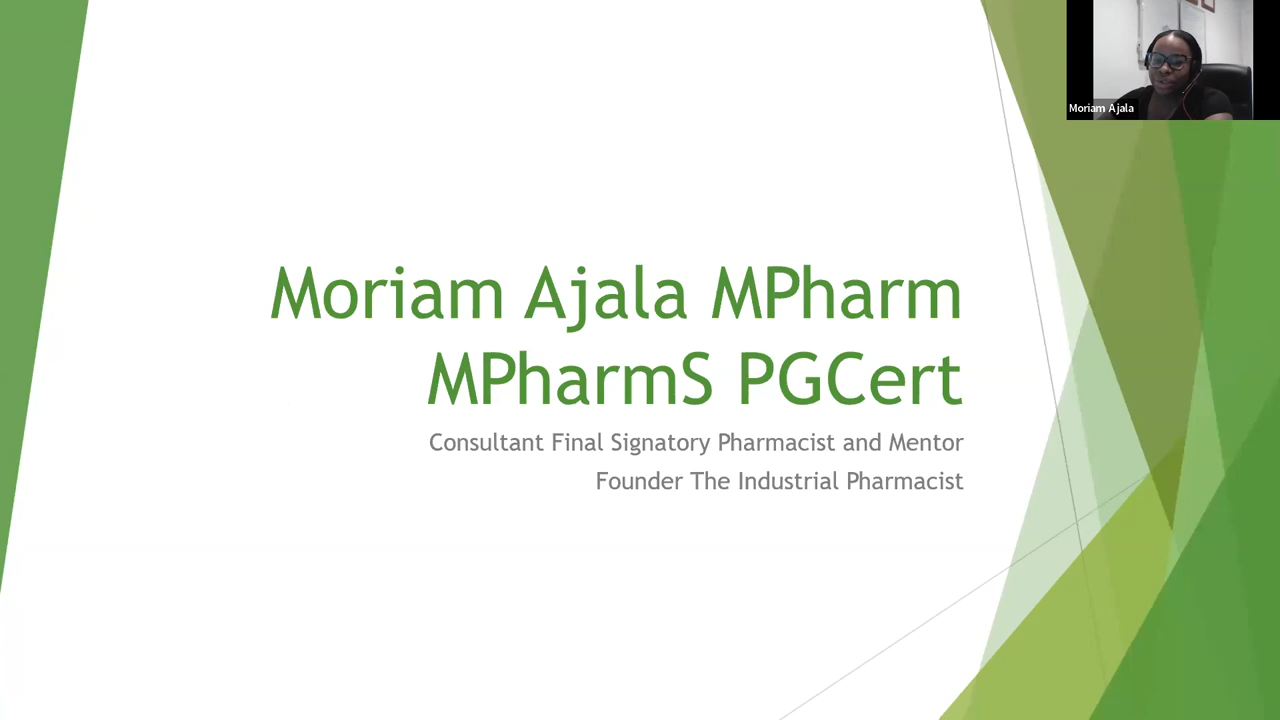 Moriam Ajala
Moriam Ajala MPharm
MPharmS PGCert
Consultant Final Signatory Pharmacist and Mentor
Founder The Industrial Pharmacist